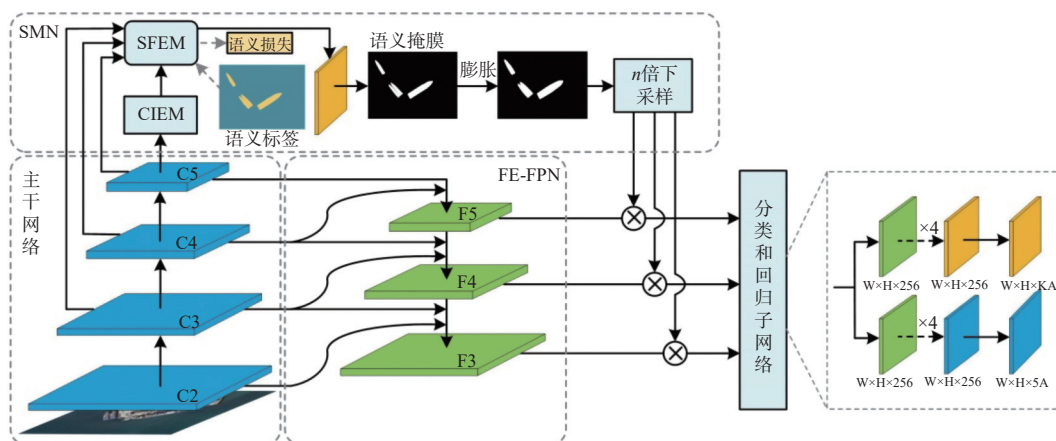 SMN
SFEM
语义损失
语义掩膜
膨胀
n倍下
采样
CIEM
语义标签
主干网络
FE-FPN
C5
C4
C3
C2
F5
F4
F3
分类和回归子网络
×4
W×H×256
W×H×256
W×H×KA
×4
W×H×256
W×H×256
W×H×5A